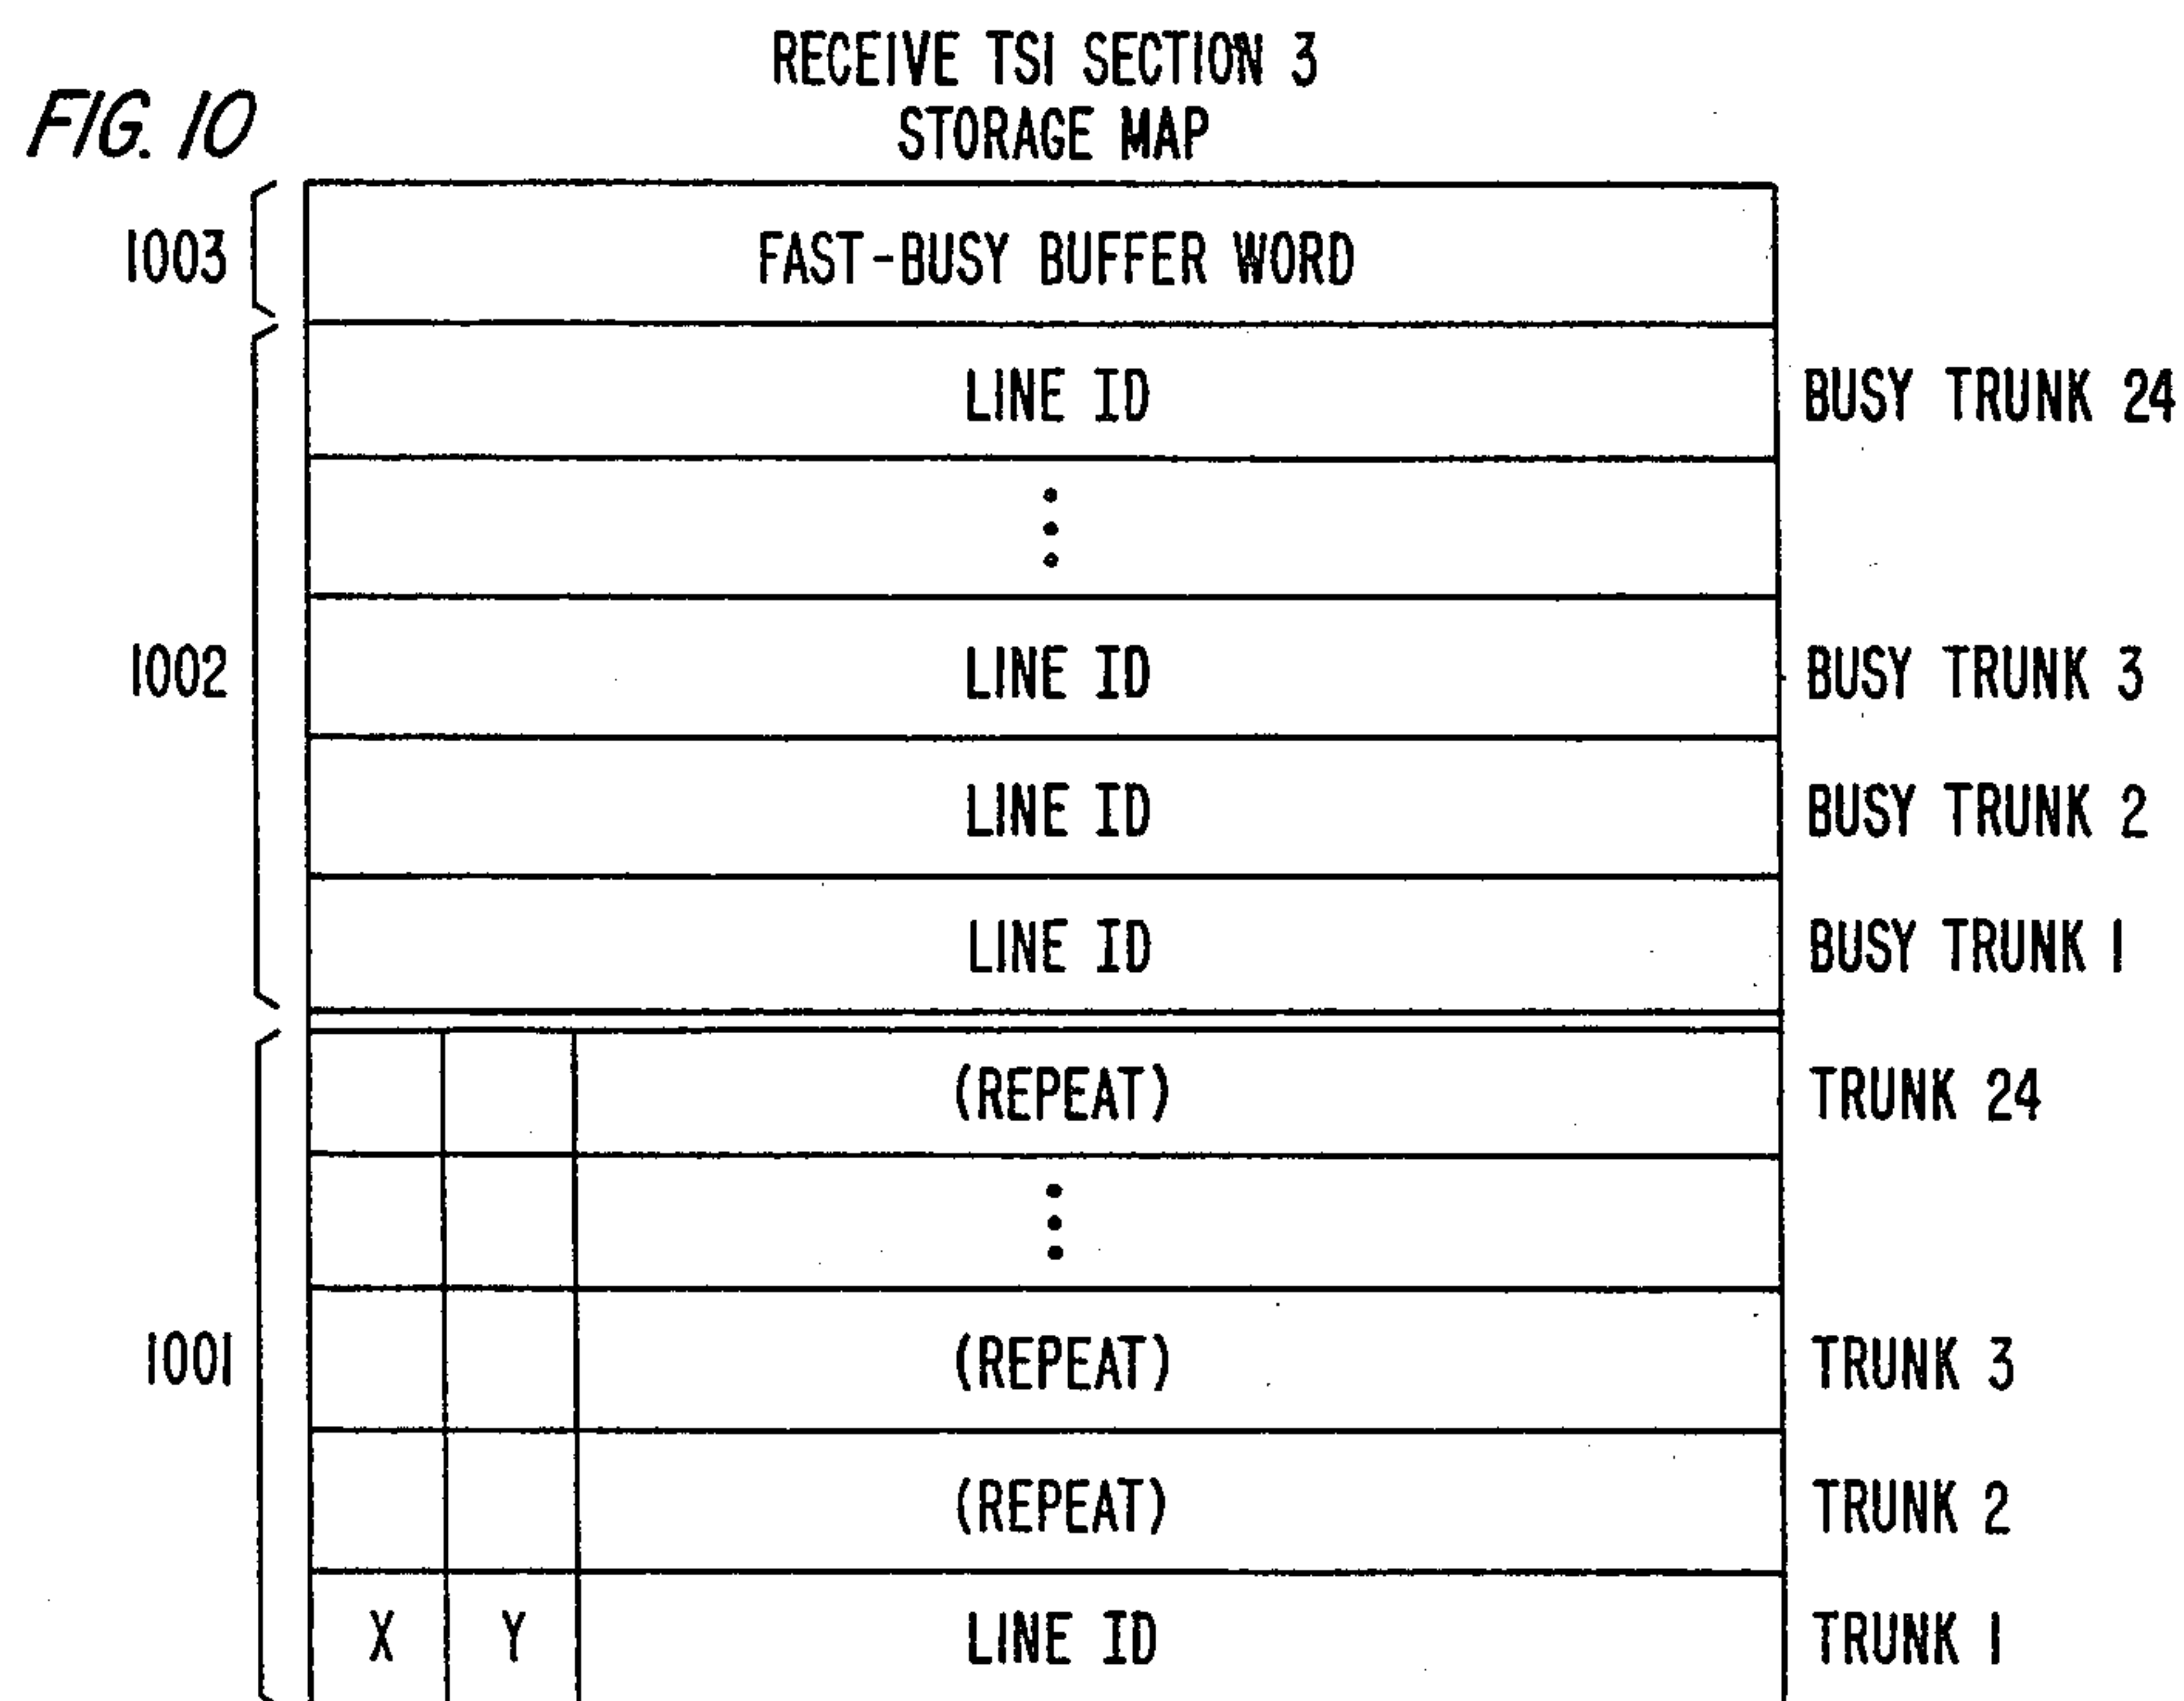 RECEIVE TSI SECTION 3
STORAGE MAP
FIG. 10
1003
FAST-BUSY BUFFER WORD
LINE ID BUSY TRUNK 24
1002
LINE ID BUSY TRUNK 3
LINE ID BUSY TRUNK 2
LINE ID BUSY TRUNK 1
(REPEAT) TRUNK 24
1001
(REPEAT) TRUNK 3
(REPEAT) TRUNK 2
X Y LINE ID TRUNK 1